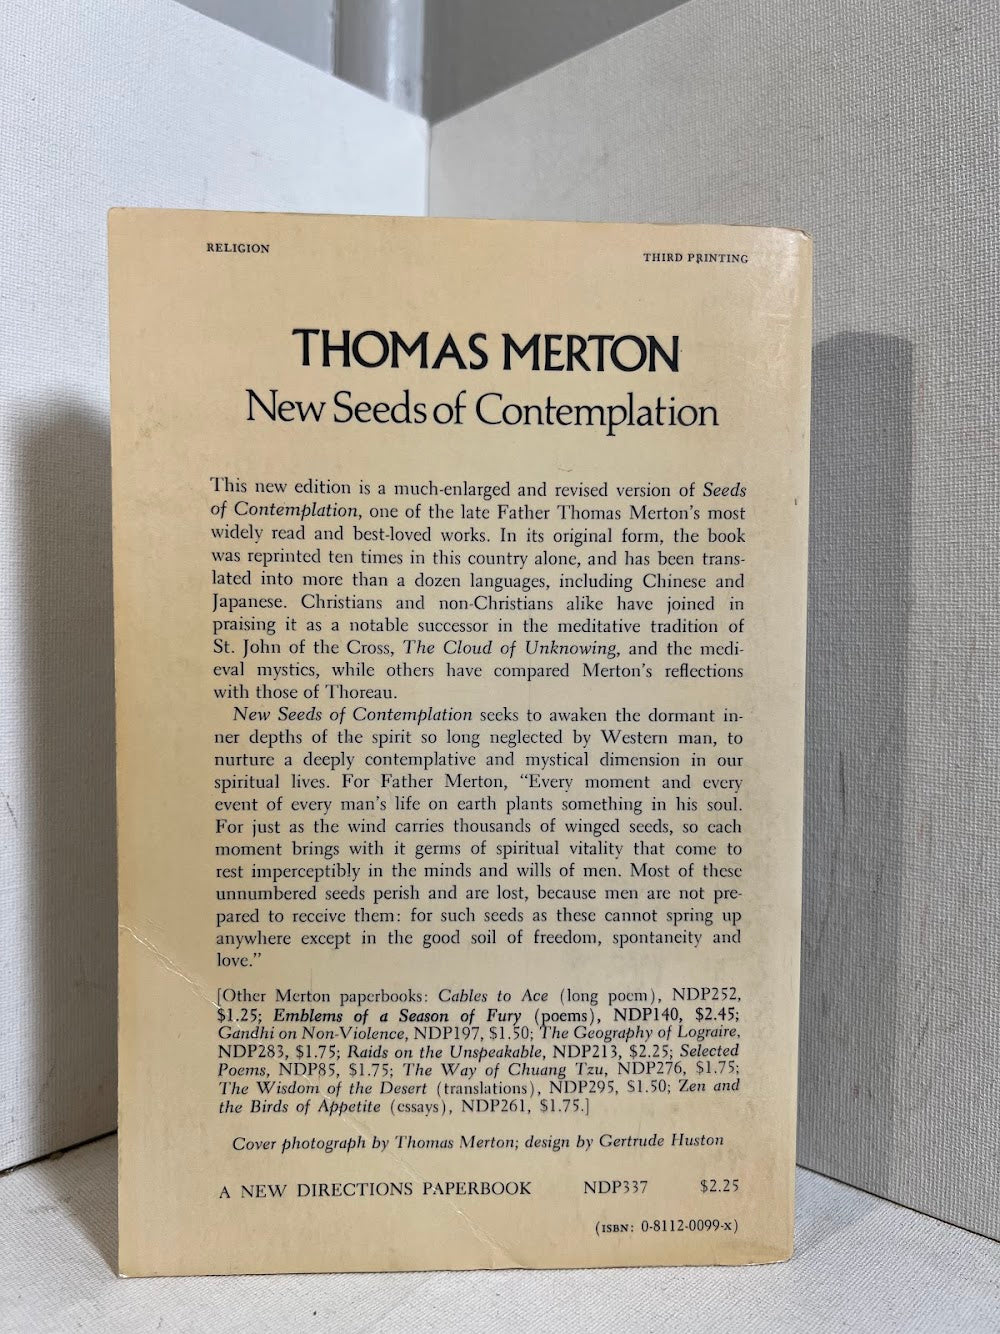 RELIGION
THIRD PRINTING
THOMAS MERTON
New Seeds of Contemplation
This new edition is a much-enlarged and revised version of Seeds
of Contemplation, one of the late Father Thomas Merton's most
widely read and best-loved works. In its original form, the book
was reprinted ten times in this country alone, and has been trans-
lated into more than a dozen languages, including Chinese and
Japanese. Christians and non-Christians alike have joined in
praising it as a notable successor in the meditative tradition of
St. John of the Cross, The Cloud of Unknowing, and the medi-
eval mystics, while others have compared Merton's reflections
with those of Thoreau.
New Seeds of Contemplation seeks to awaken the dormant in-
ner depths of the spirit so long neglected by Western man, to
nurture a deeply contemplative and mystical dimension in our
spiritual lives. For Father Merton, "Every moment and every
event of every man's life on earth plants something in his soul.
For just as the wind carries thousands of winged seeds, so each
moment brings with it germs of spiritual vitality that come to
rest imperceptibly in the minds and wills of men. Most of these
unnumbered seeds perish and are lost, because men are not pre-
pared to receive them: for such seeds as these cannot spring up
anywhere except in the good soil of freedom, spontaneity and
love."
[Other Merton paperbooks: Cables to Ace (long poem), NDP252,
$1.25; Emblems of a Season of Fury (poems), NDP140, $2.45;
Gandhi on Non-Violence, NDP197, $1.50; The Geography of Lograire,
NDP283, $1.75; Raids on the Unspeakable, NDP213, $2.25; Selected
Poems, NDP85, $1.75; The Way of Chuang Tzu, NDP276, $1.75;
The Wisdom of the Desert (translations), NDP295, $1.50; Zen and
the Birds of Appetite (essays), NDP261, $1.75.]
Cover photograph by Thomas Merton; design by Gertrude Huston
A NEW DIRECTIONS PAPERBOOK NDP337 $2.25
(ISBN: 0-8112-0099-X)